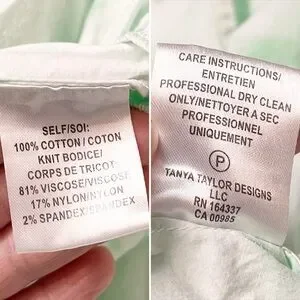 SELF/SOI:
100% COTTON / COTON
KNIT BODICE/
CORPS DE TRICOT:
81% VISCOSE/VISCOSE
17% NYLON/NYLON
2% SPANDEX/SPANDEX
CARE INSTRUCTIONS/
ENTRETIEN
PROFESSIONAL DRY CLEAN
ONLY/NETTOYER A SEC
PROFESSIONNEL
UNIQUEMENT
P
TANYA TAYLOR DESIGNS
LLC
RN 164337
CA 00985